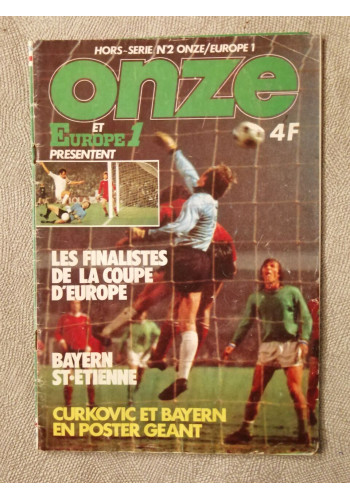 HORS-SERIE N°2 ONZE/EUROPE 1
onze
ET
EUROPE 1
PRESENTENT
4F
LES FINALISTES
DE LA COUPE
D'EUROPE
BAYERN
ST-ETIENNE
CURKOVIC ET BAYERN
EN POSTER GEANT